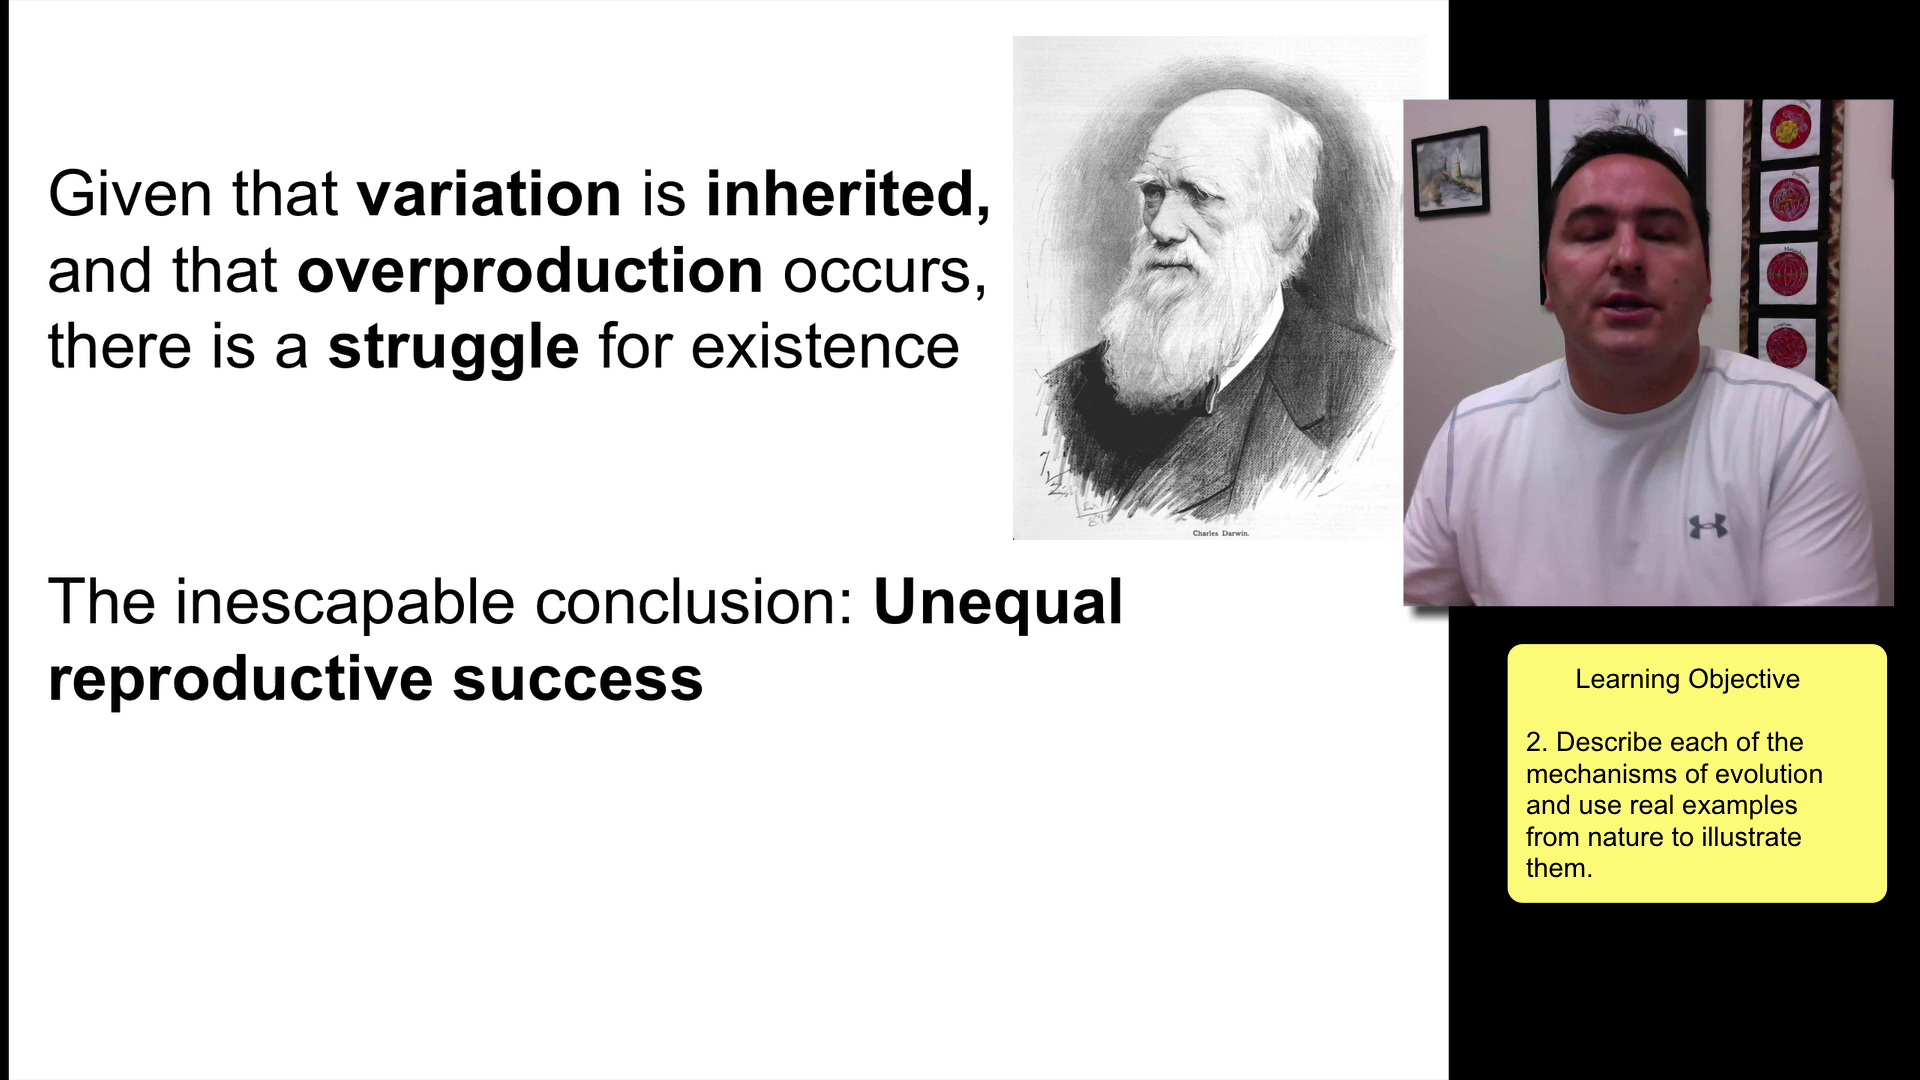 Given that variation is inherited,
and that overproduction occurs,
there is a struggle for existence
Charles Darwin.
The inescapable conclusion: Unequal
reproductive success
Learning Objective
2. Describe each of the
mechanisms of evolution
and use real examples
from nature to illustrate
them.